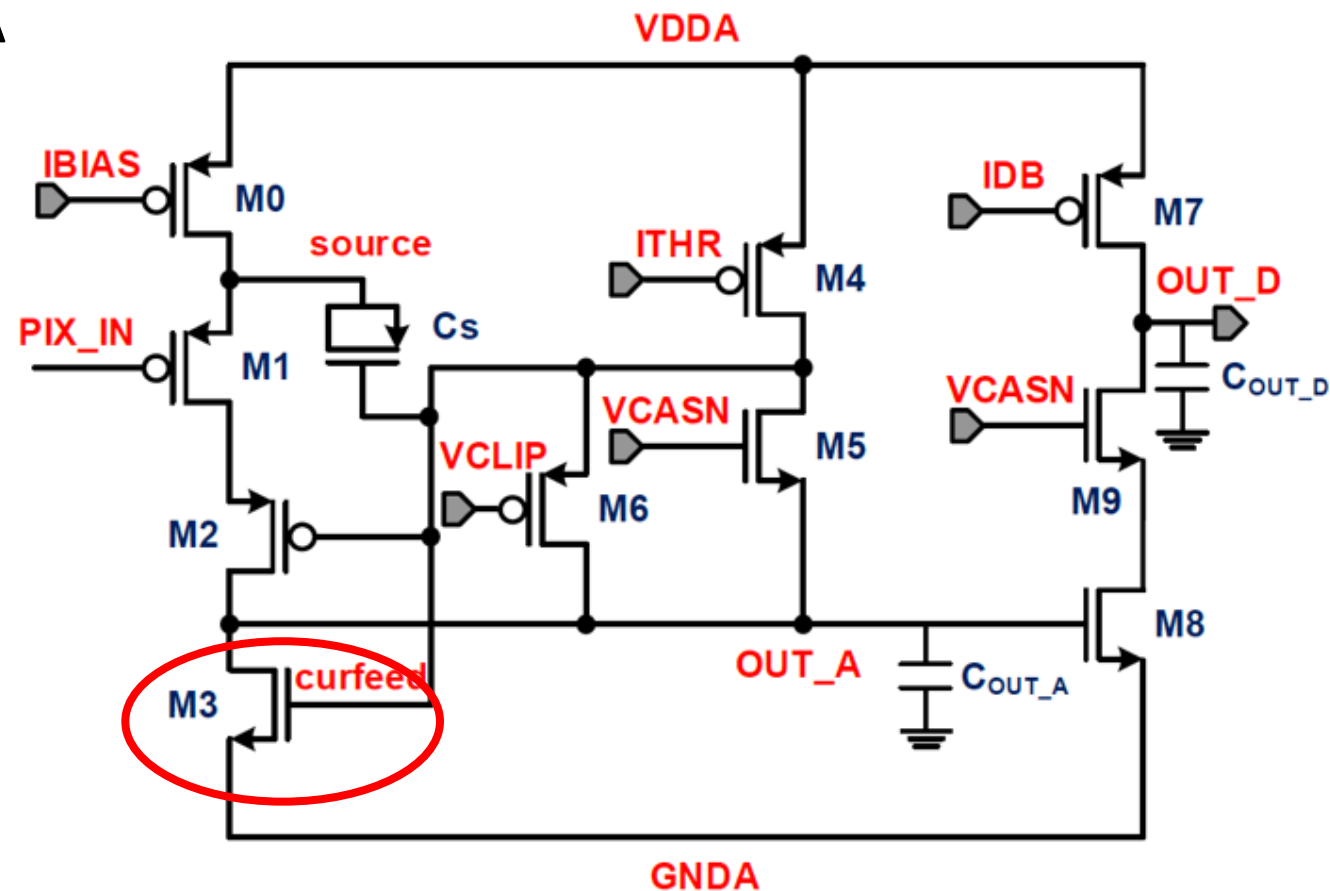 VDDA
IBIAS
M0
IDB
M7
source
ITHR
M4
OUT_D
PIX_IN
Cs
M1
COUT_D
VCASN
VCASN
VCLIP
M5
M6
M9
M2
M8
curfeed
OUT_A
COUT_A
M3
GNDA